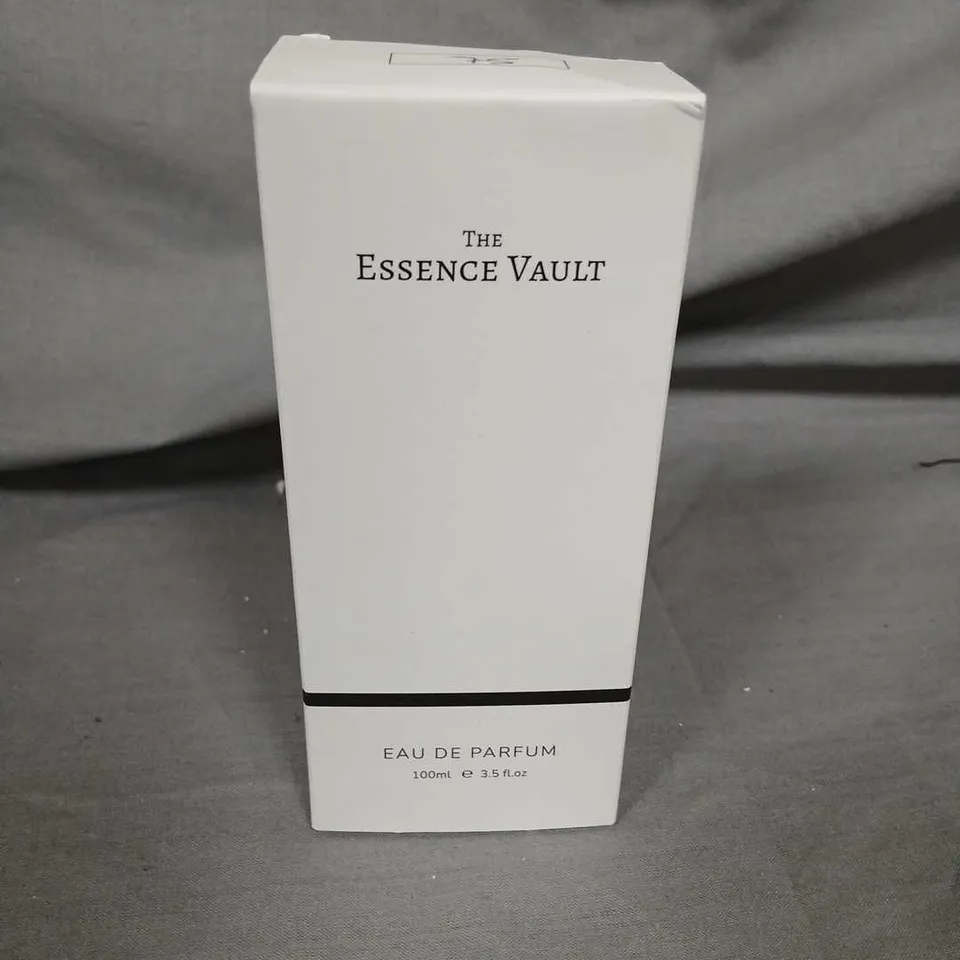 THE
ESSENCE VAULT
EAU DE PARFUM
100ml ℮ 3.5 fl.oz